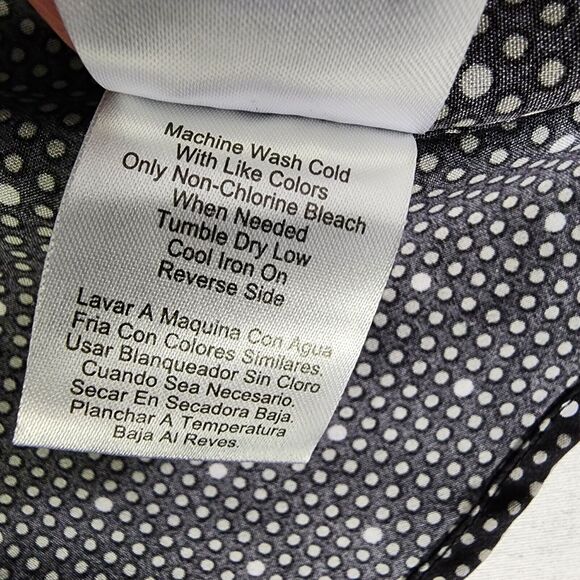 Machine Wash Cold
With Like Colors
Only Non-Chlorine Bleach
When Needed
Tumble Dry Low
Cool Iron On
Reverse Side
Lavar A Maquina Con Agua
Fria Con Colores Similares.
Usar Blanqueador Sin Cloro
Cuando Sea Necesario.
Secar En Secadora Baja.
Planchar A Temperatura
Baja Al Reves.